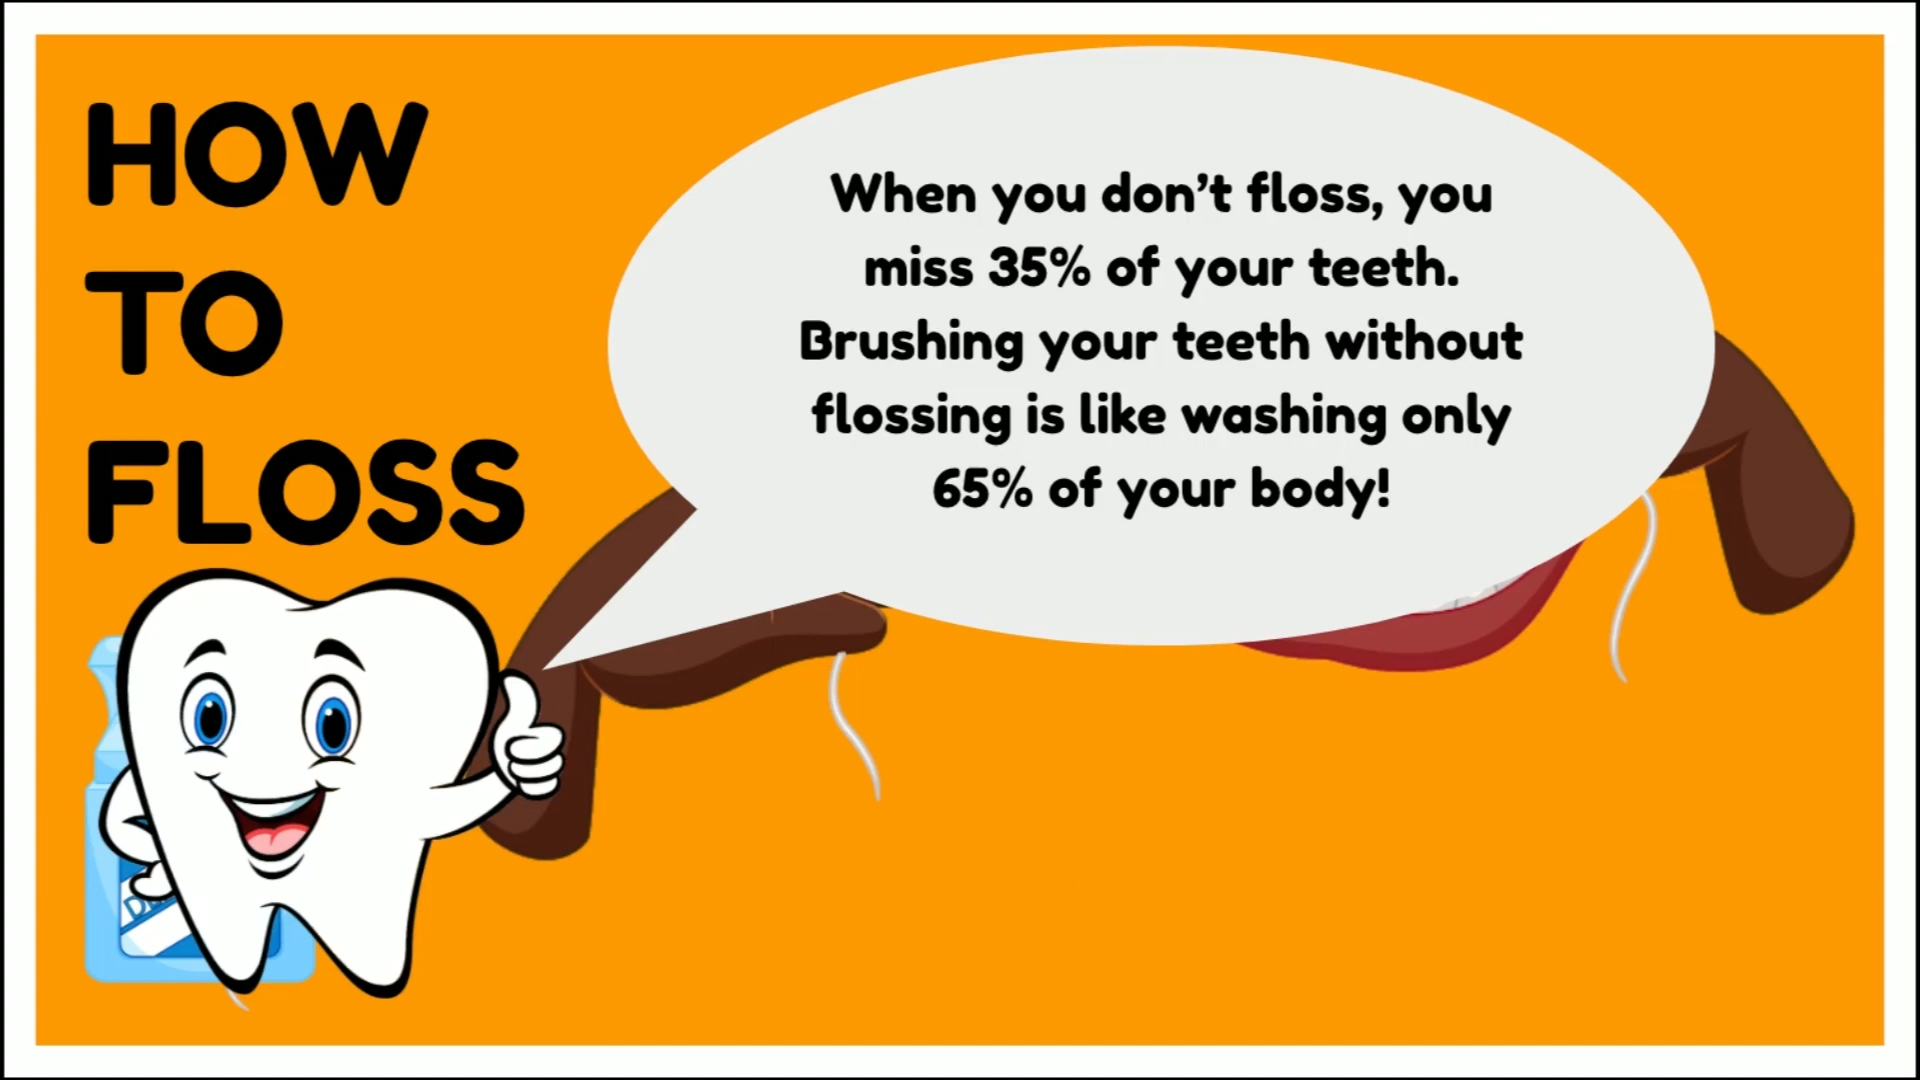 HOW
TO
FLOSS
When you don’t floss, you
miss 35% of your teeth.
Brushing your teeth without
flossing is like washing only
65% of your body!